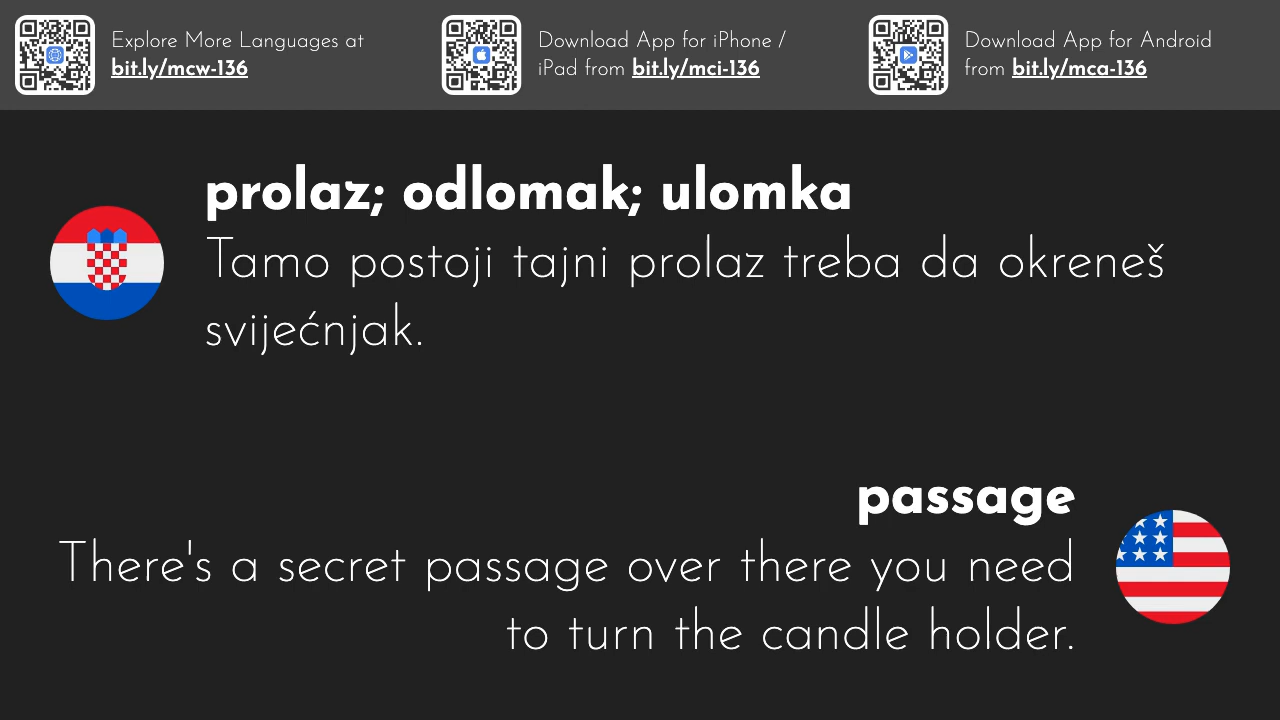 Explore More Languages at
bit.ly/mcw-136
Download App for iPhone /
iPad from bit.ly/mci-136
Download App for Android
from bit.ly/mca-136
prolaz; odlomak; ulomka
Tamo postoji tajni prolaz treba da okreneš
svijećnjak.
passage
There's a secret passage over there you need
to turn the candle holder.